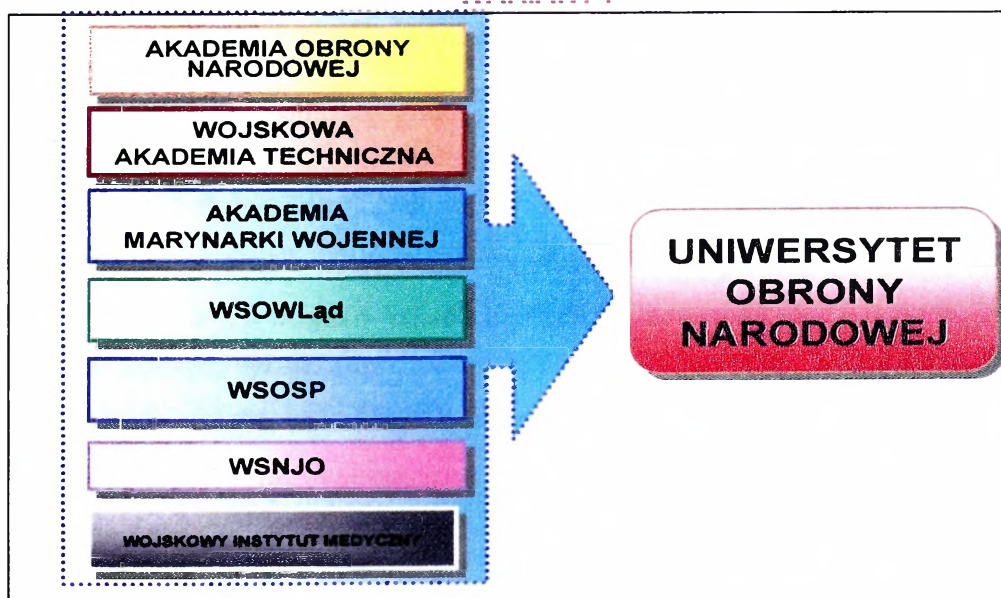 AKADEMIA OBRONY
NARODOWEJ
WOJSKOWA
AKADEMIA TECHNICZNA
AKADEMIA
MARYNARKI WOJENNEJ
WSOWLąd
WSOSP
WSNJO
WOJSKOWY INSTYTUT MEDYCZNY
UNIWERSYTET
OBRONY
NARODOWEJ